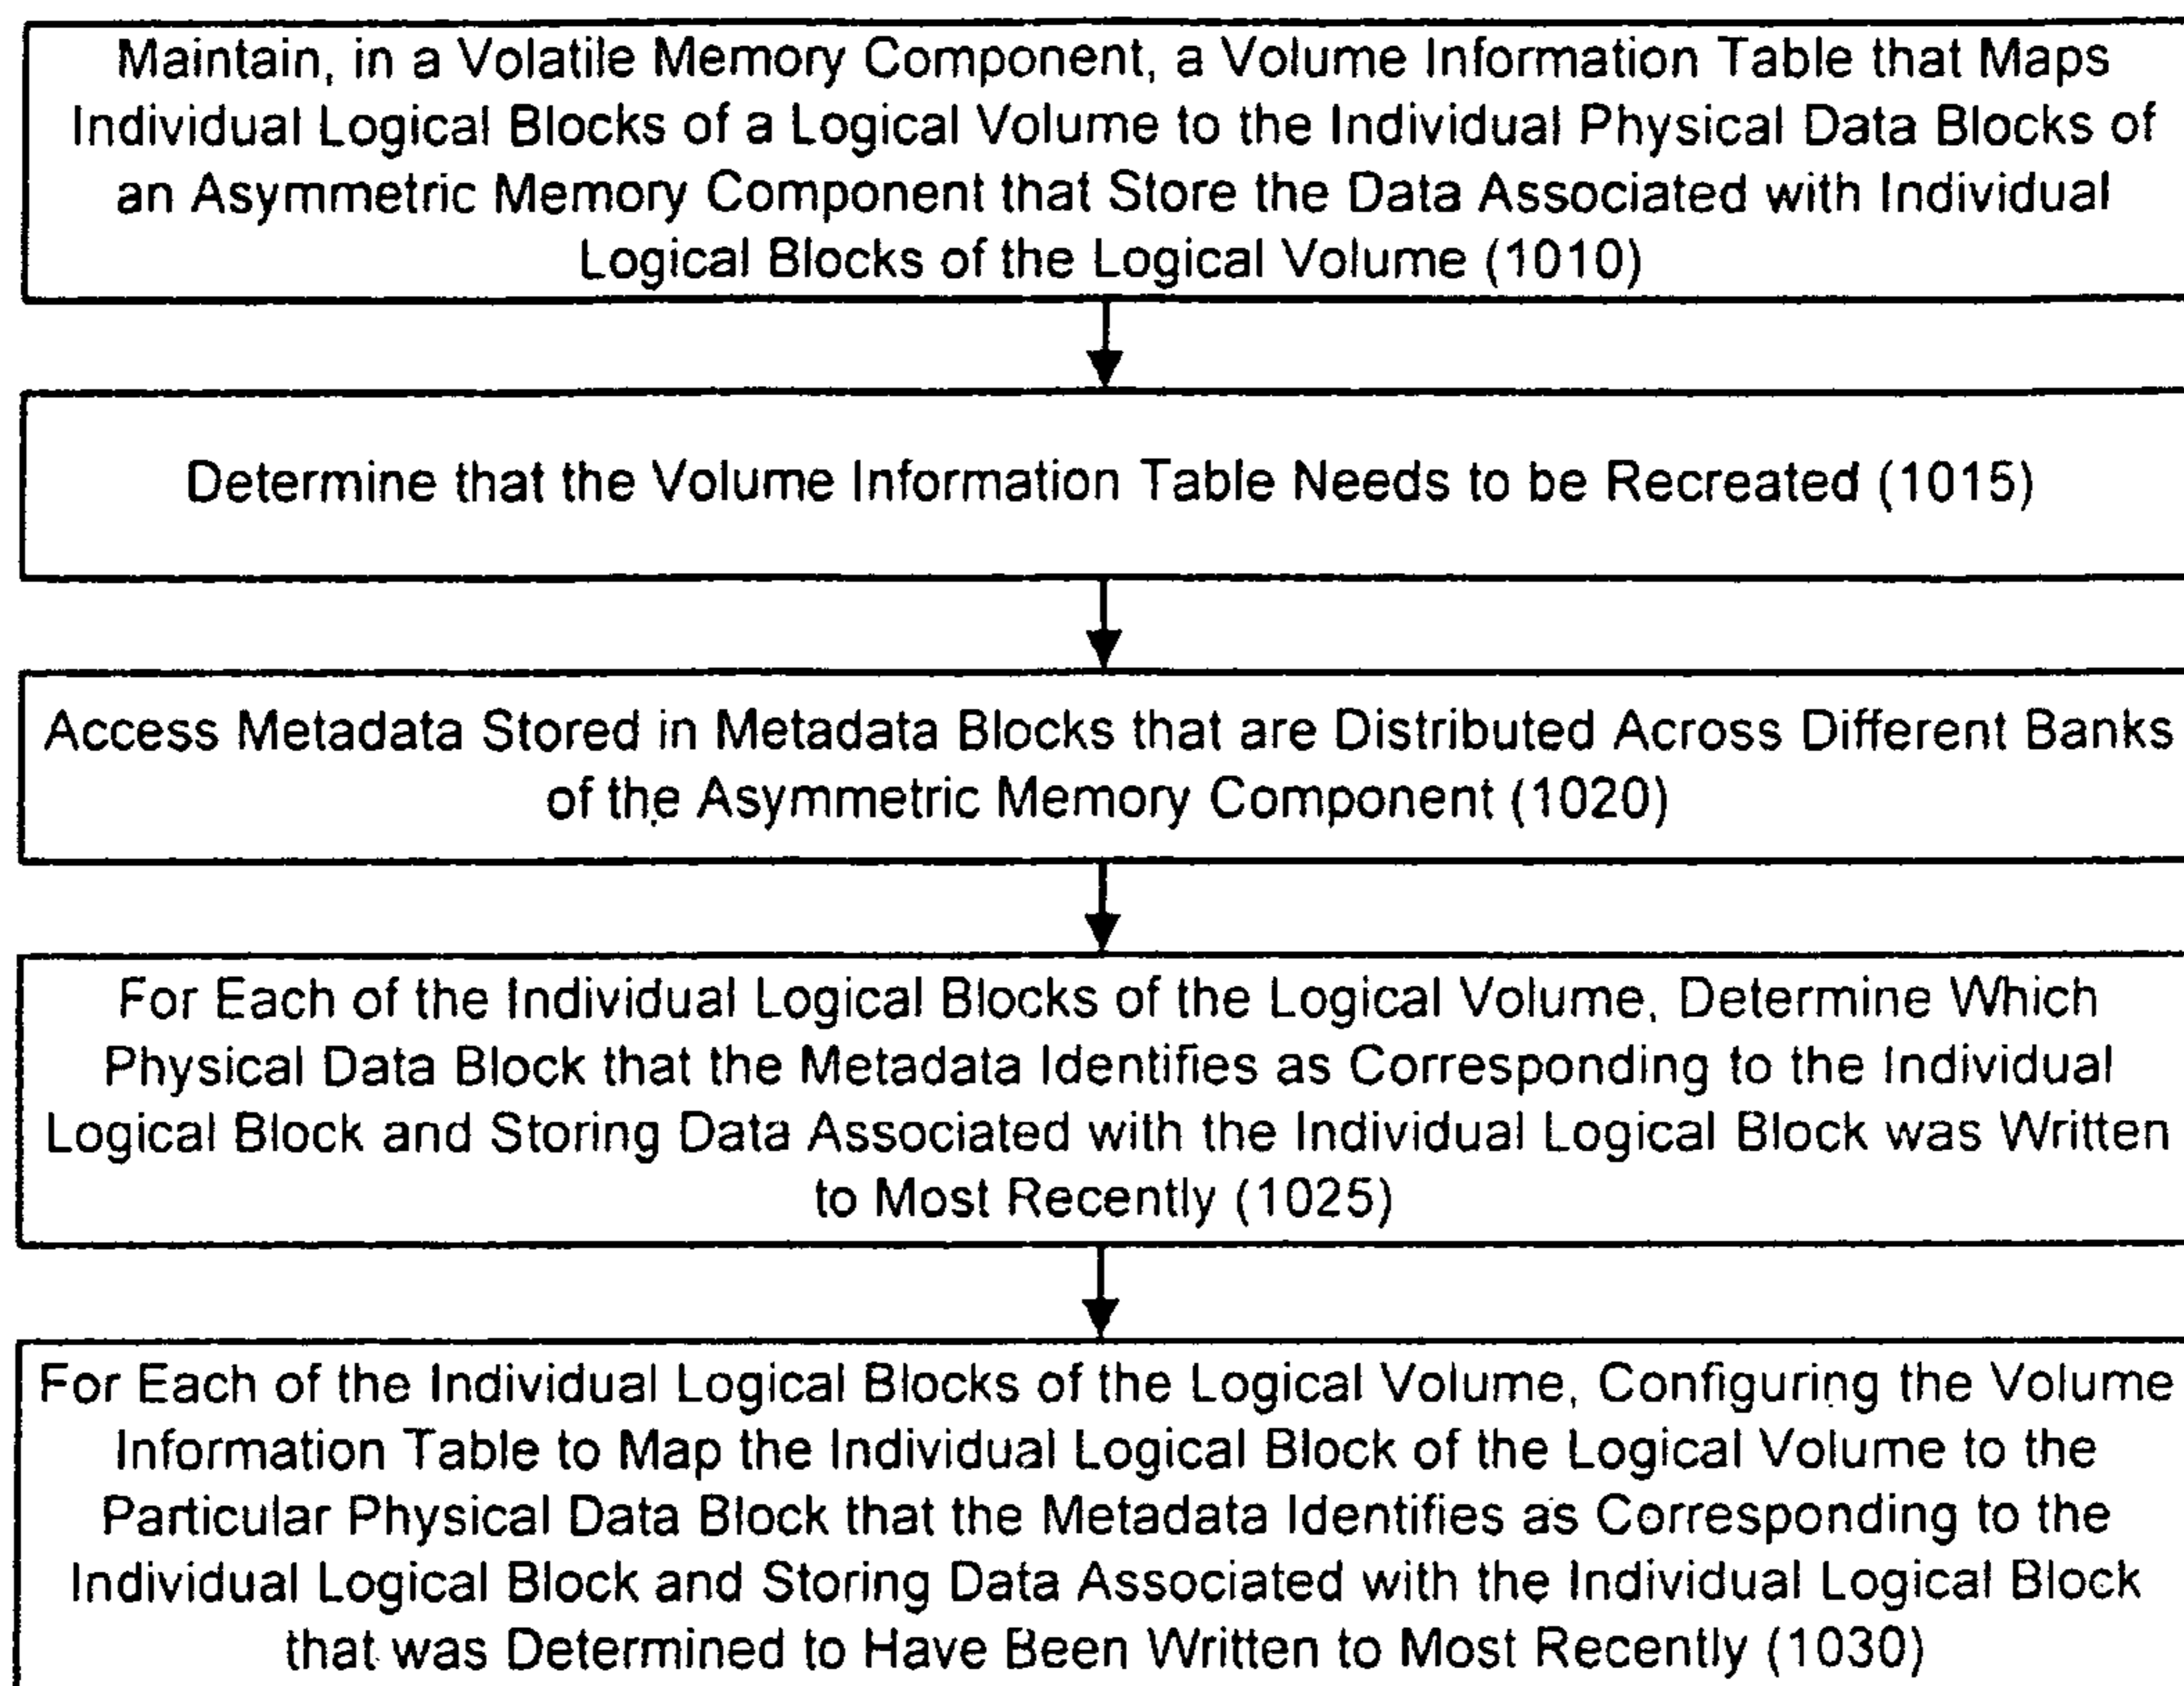 Maintain, in a Volatile Memory Component, a Volume Information Table that Maps
Individual Logical Blocks of a Logical Volume to the Individual Physical Data Blocks of
an Asymmetric Memory Component that Store the Data Associated with Individual
Logical Blocks of the Logical Volume (1010)
Determine that the Volume Information Table Needs to be Recreated (1015)
Access Metadata Stored in Metadata Blocks that are Distributed Across Different Banks
of the Asymmetric Memory Component (1020)
For Each of the Individual Logical Blocks of the Logical Volume, Determine Which
Physical Data Block that the Metadata Identifies as Corresponding to the Individual
Logical Block and Storing Data Associated with the Individual Logical Block was Written
to Most Recently (1025)
For Each of the Individual Logical Blocks of the Logical Volume, Configuring the Volume
Information Table to Map the Individual Logical Block of the Logical Volume to the
Particular Physical Data Block that the Metadata Identifies as Corresponding to the
Individual Logical Block and Storing Data Associated with the Individual Logical Block
that was Determined to Have Been Written to Most Recently (1030)